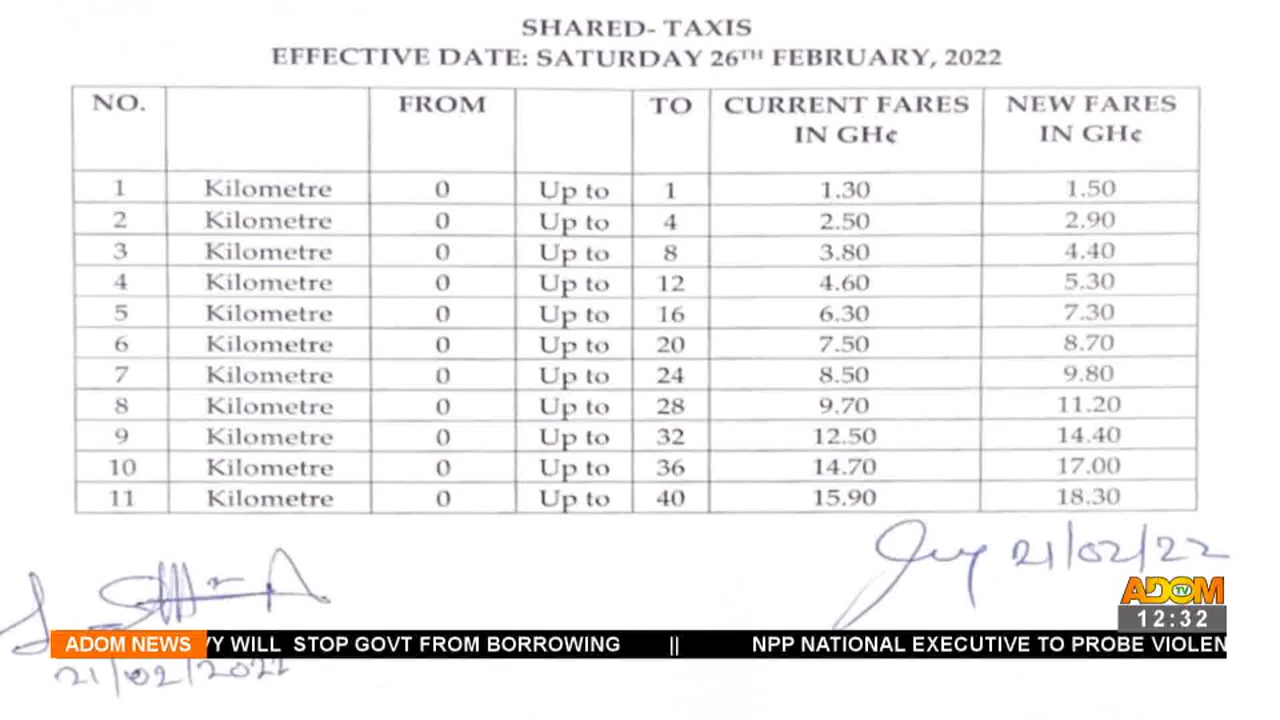 SHARED- TAXIS
EFFECTIVE DATE: SATURDAY 26TH FEBRUARY, 2022
NO. FROM TO CURRENT FARES IN GH¢ NEW FARES IN GH¢
1 Kilometre 0 Up to 1 1.30 1.50
2 Kilometre 0 Up to 4 2.50 2.90
3 Kilometre 0 Up to 8 3.80 4.40
4 Kilometre 0 Up to 12 4.60 5.30
5 Kilometre 0 Up to 16 6.30 7.30
6 Kilometre 0 Up to 20 7.50 8.70
7 Kilometre 0 Up to 24 8.50 9.80
8 Kilometre 0 Up to 28 9.70 11.20
9 Kilometre 0 Up to 32 12.50 14.40
10 Kilometre 0 Up to 36 14.70 17.00
11 Kilometre 0 Up to 40 15.90 18.30
21/02/22
ADOM TV
12:32
ADOM NEWS VY WILL STOP GOVT FROM BORROWING || NPP NATIONAL EXECUTIVE TO PROBE VIOLEN
21/02/2022